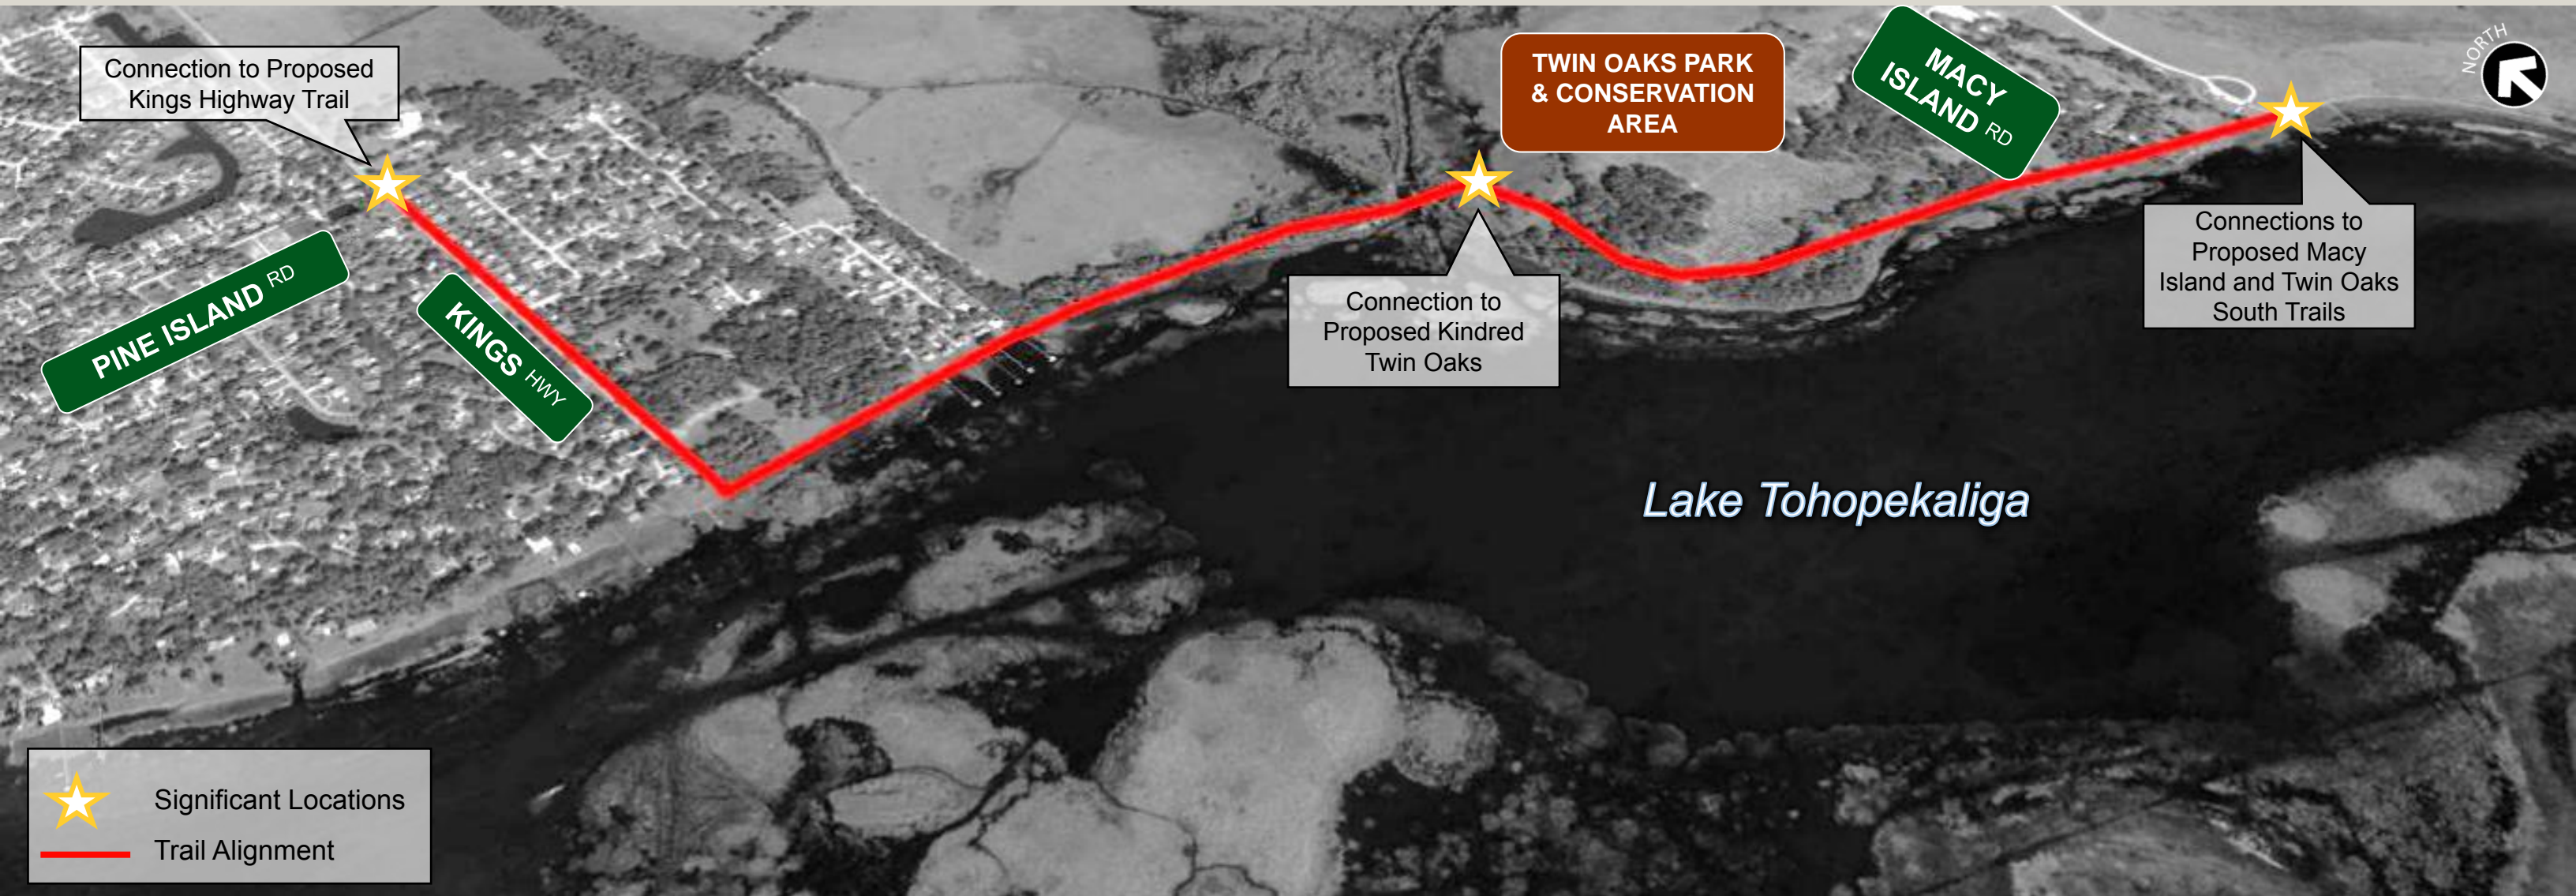 Connection to Proposed
Kings Highway Trail
PINE ISLAND RD
KINGS HWY
TWIN OAKS PARK
& CONSERVATION
AREA
MACY
ISLAND RD
NORTH
Connection to
Proposed Kindred
Twin Oaks
Connections to
Proposed Macy
Island and Twin Oaks
South Trails
Lake Tohopekaliga
Significant Locations
Trail Alignment